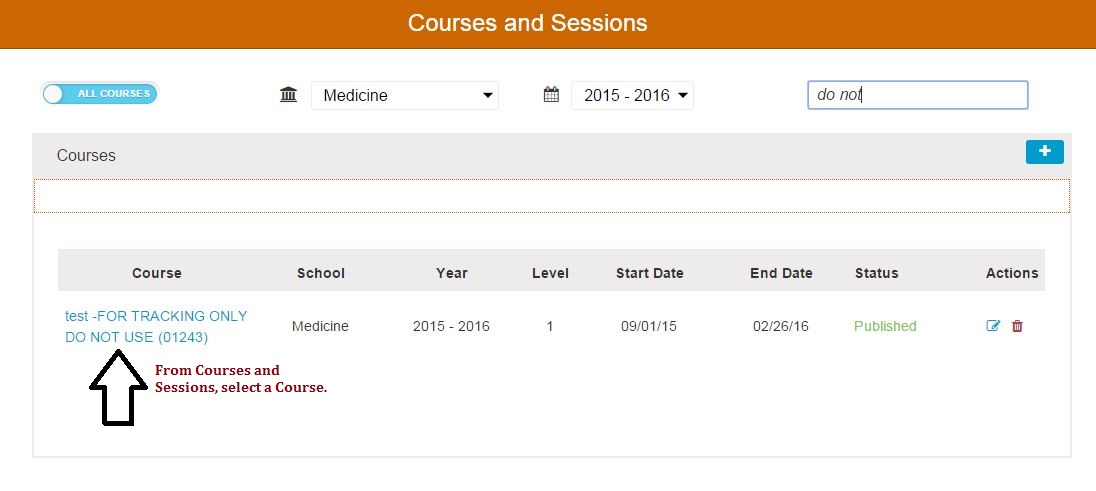 Courses and Sessions
ALL COURSES
Medicine
2015 - 2016
do not
Courses
+
Course School Year Level Start Date End Date Status Actions
test -FOR TRACKING ONLY
DO NOT USE (01243)
Medicine 2015 - 2016 1 09/01/15 02/26/16 Published
From Courses and
Sessions, select a Course.